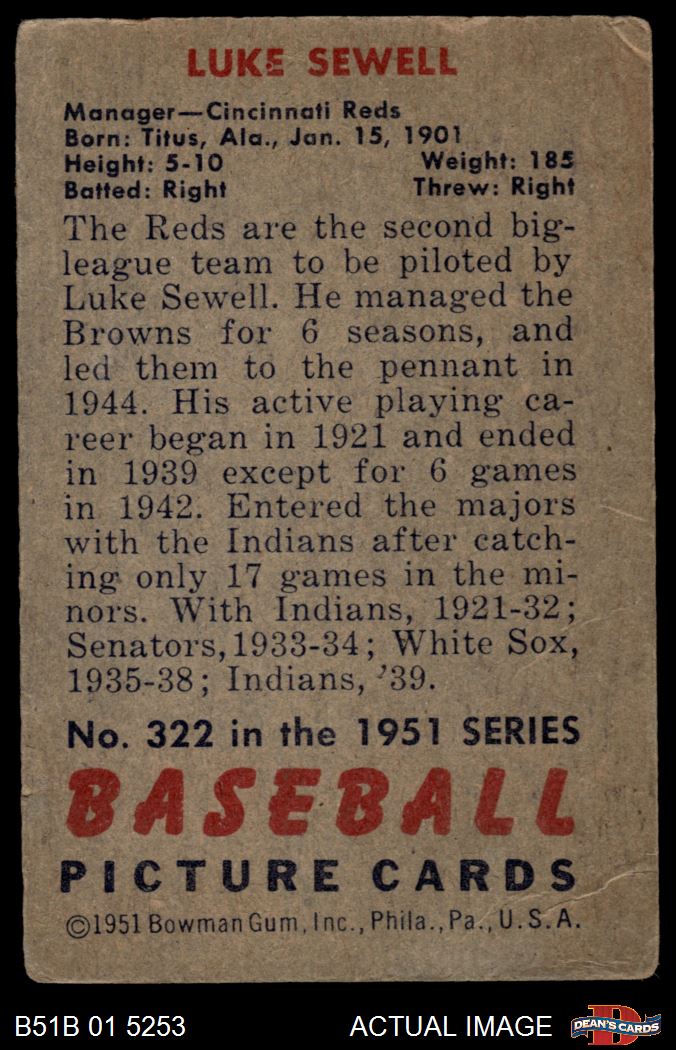 LUKE SEWELL
Manager—Cincinnati Reds
Born: Titus, Ala., Jan. 15, 1901
Height: 5-10 Weight: 185
Batted: Right Threw: Right
The Reds are the second big-
league team to be piloted by
Luke Sewell. He managed the
Browns for 6 seasons, and
led them to the pennant in
1944. His active playing ca-
reer began in 1921 and ended
in 1939 except for 6 games
in 1942. Entered the majors
with the Indians after catch-
ing only 17 games in the mi-
nors. With Indians, 1921-32;
Senators, 1933-34; White Sox,
1935-38; Indians, '39.
No. 322 in the 1951 SERIES
BASEBALL
PICTURE CARDS
©1951 Bowman Gum, Inc., Phila., Pa., U.S.A.
B51B 01 5253 ACTUAL IMAGE D DEAN'S CARDS